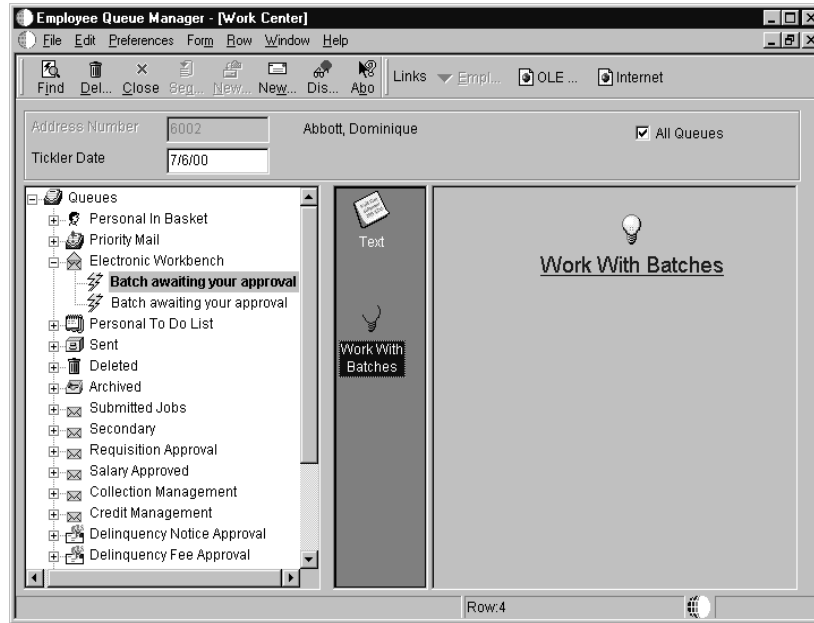 Employee Queue Manager - [Work Center]
File Edit Preferences Form Row Window Help
Find Del... Close Seq... New... New... Dis... Abo Links Empl... OLE ... Internet
Address Number 6002 Abbott, Dominique All Queues
Tickler Date 7/6/00
Queues
Personal In Basket
Priority Mail
Electronic Workbench
Batch awaiting your approval
Batch awaiting your approval
Personal To Do List
Sent
Deleted
Archived
Submitted Jobs
Secondary
Requisition Approval
Salary Approved
Collection Management
Credit Management
Delinquency Notice Approval
Delinquency Fee Approval
Text
Work With
Batches
Work With Batches
Row:4